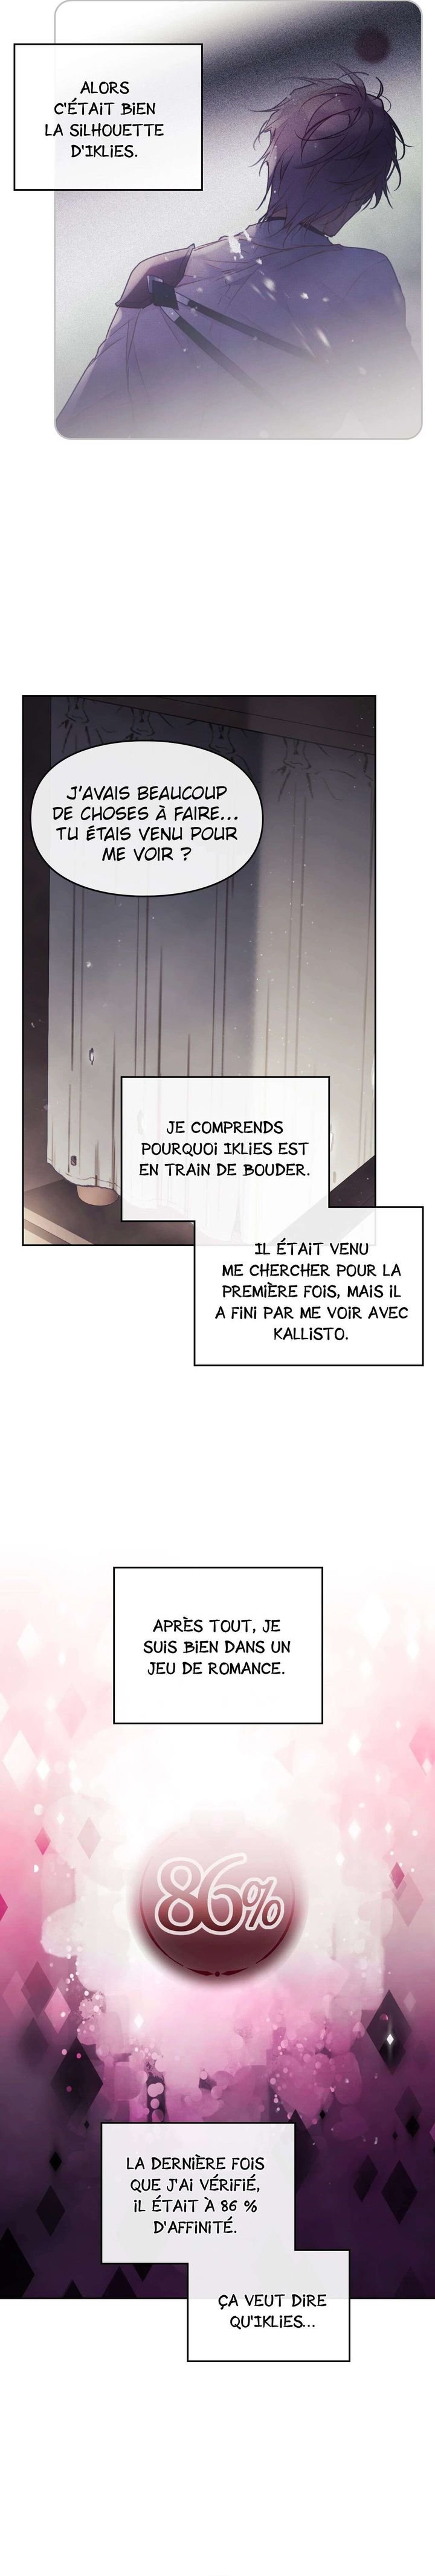 ALORS
C'ÉTAIT BIEN
LA SILHOUETTE
D'IKLIES.
J'AVAIS BEAUCOUP
DE CHOSES À FAIRE...
TU ÉTAIS VENU POUR
ME VOIR ?
JE COMPRENDS
POURQUOI IKLIES EST
EN TRAIN DE BOUDER.
IL ÉTAIT VENU
ME CHERCHER POUR LA
PREMIÈRE FOIS, MAIS IL
A FINI PAR ME VOIR AVEC
KALLISTO.
APRÈS TOUT, JE
SUIS BIEN DANS UN
JEU DE ROMANCE.
86%
LA DERNIÈRE FOIS
QUE J'AI VÉRIFIÉ,
IL ÉTAIT À 86 %
D'AFFINITÉ.
ÇA VEUT DIRE
QU'IKLIES...